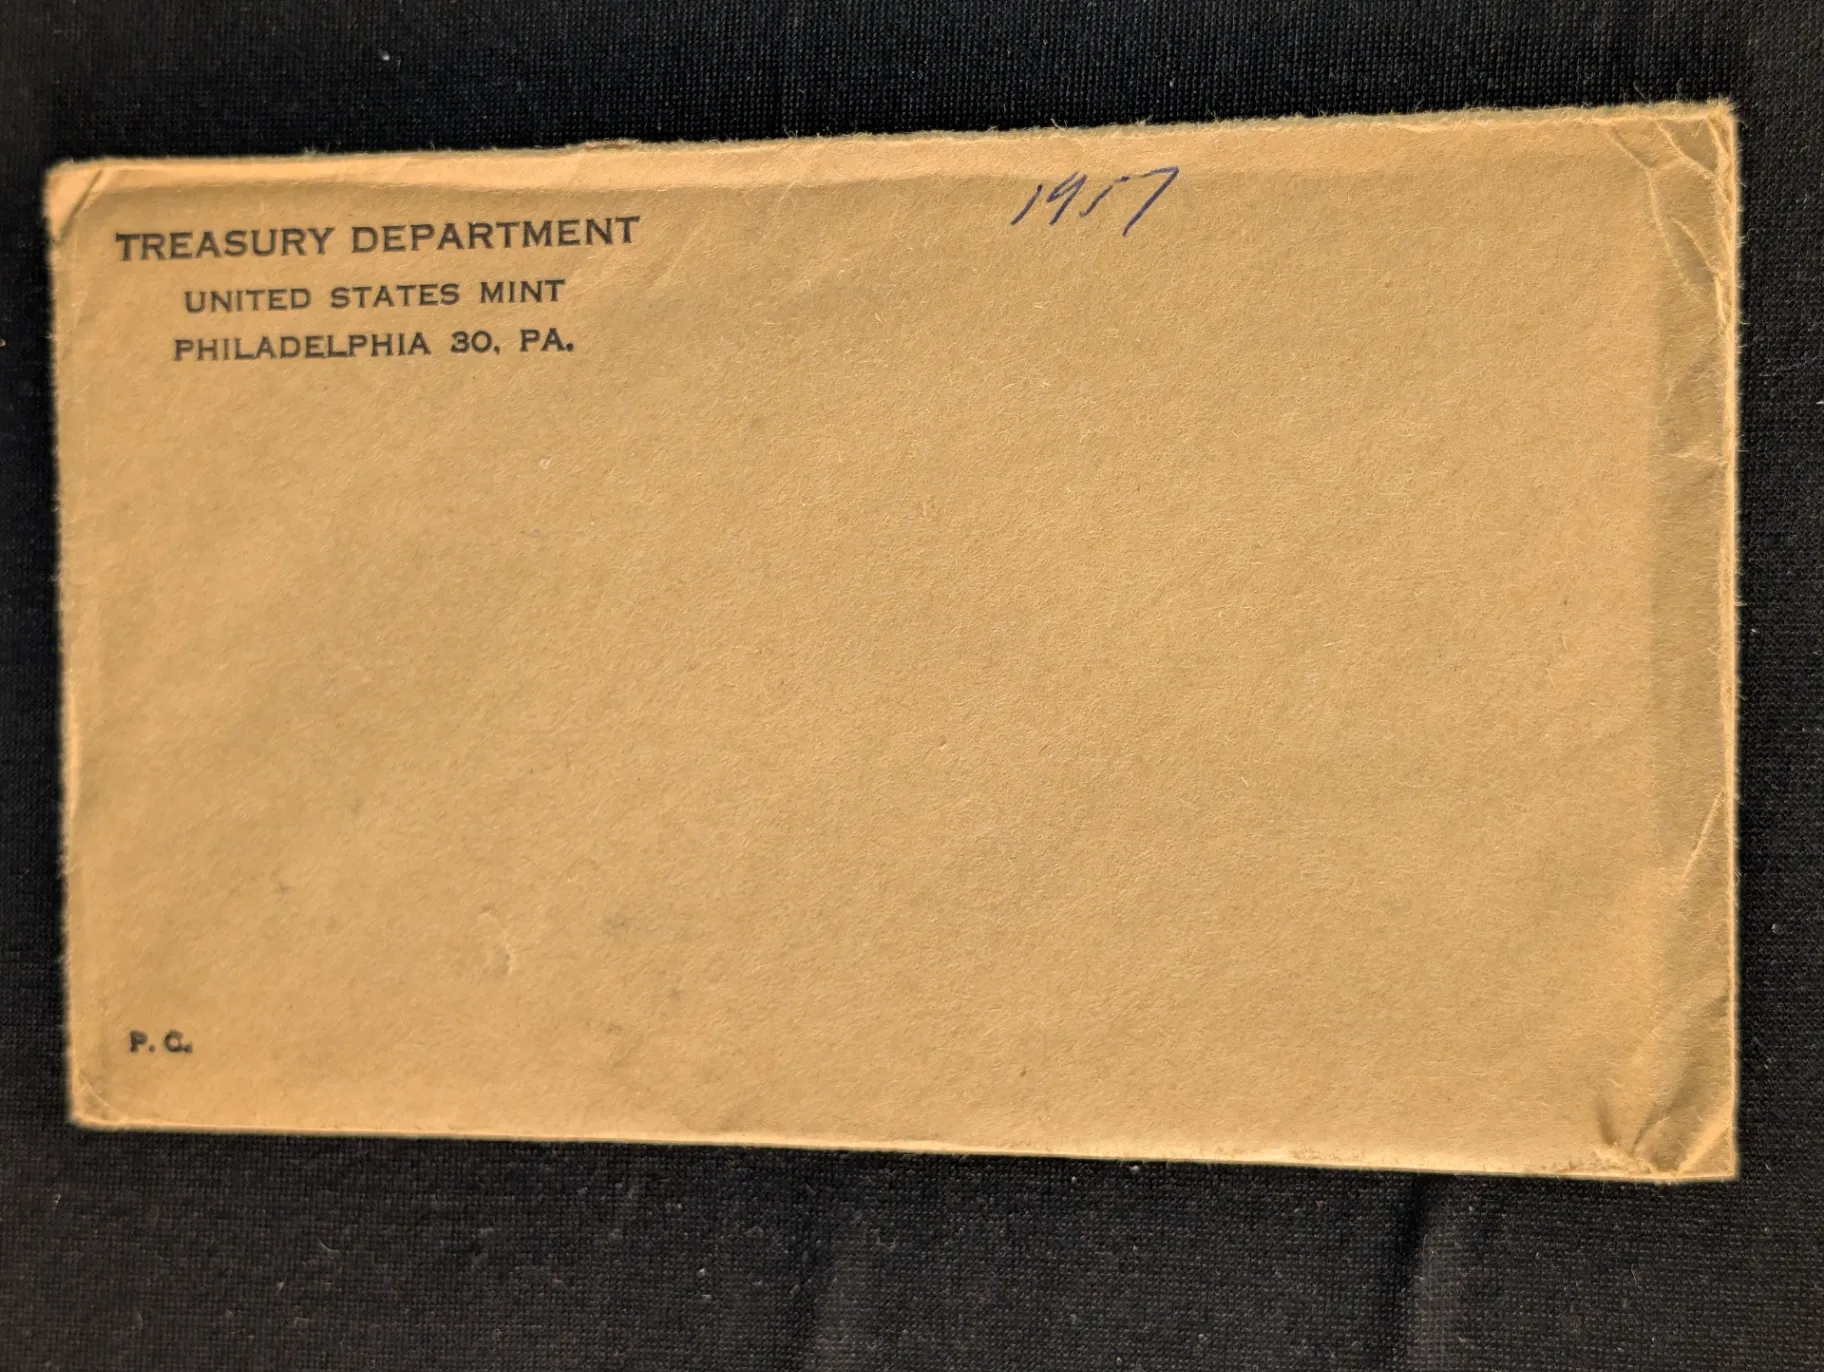 TREASURY DEPARTMENT
UNITED STATES MINT
PHILADELPHIA 30, PA.
1957
P. C.